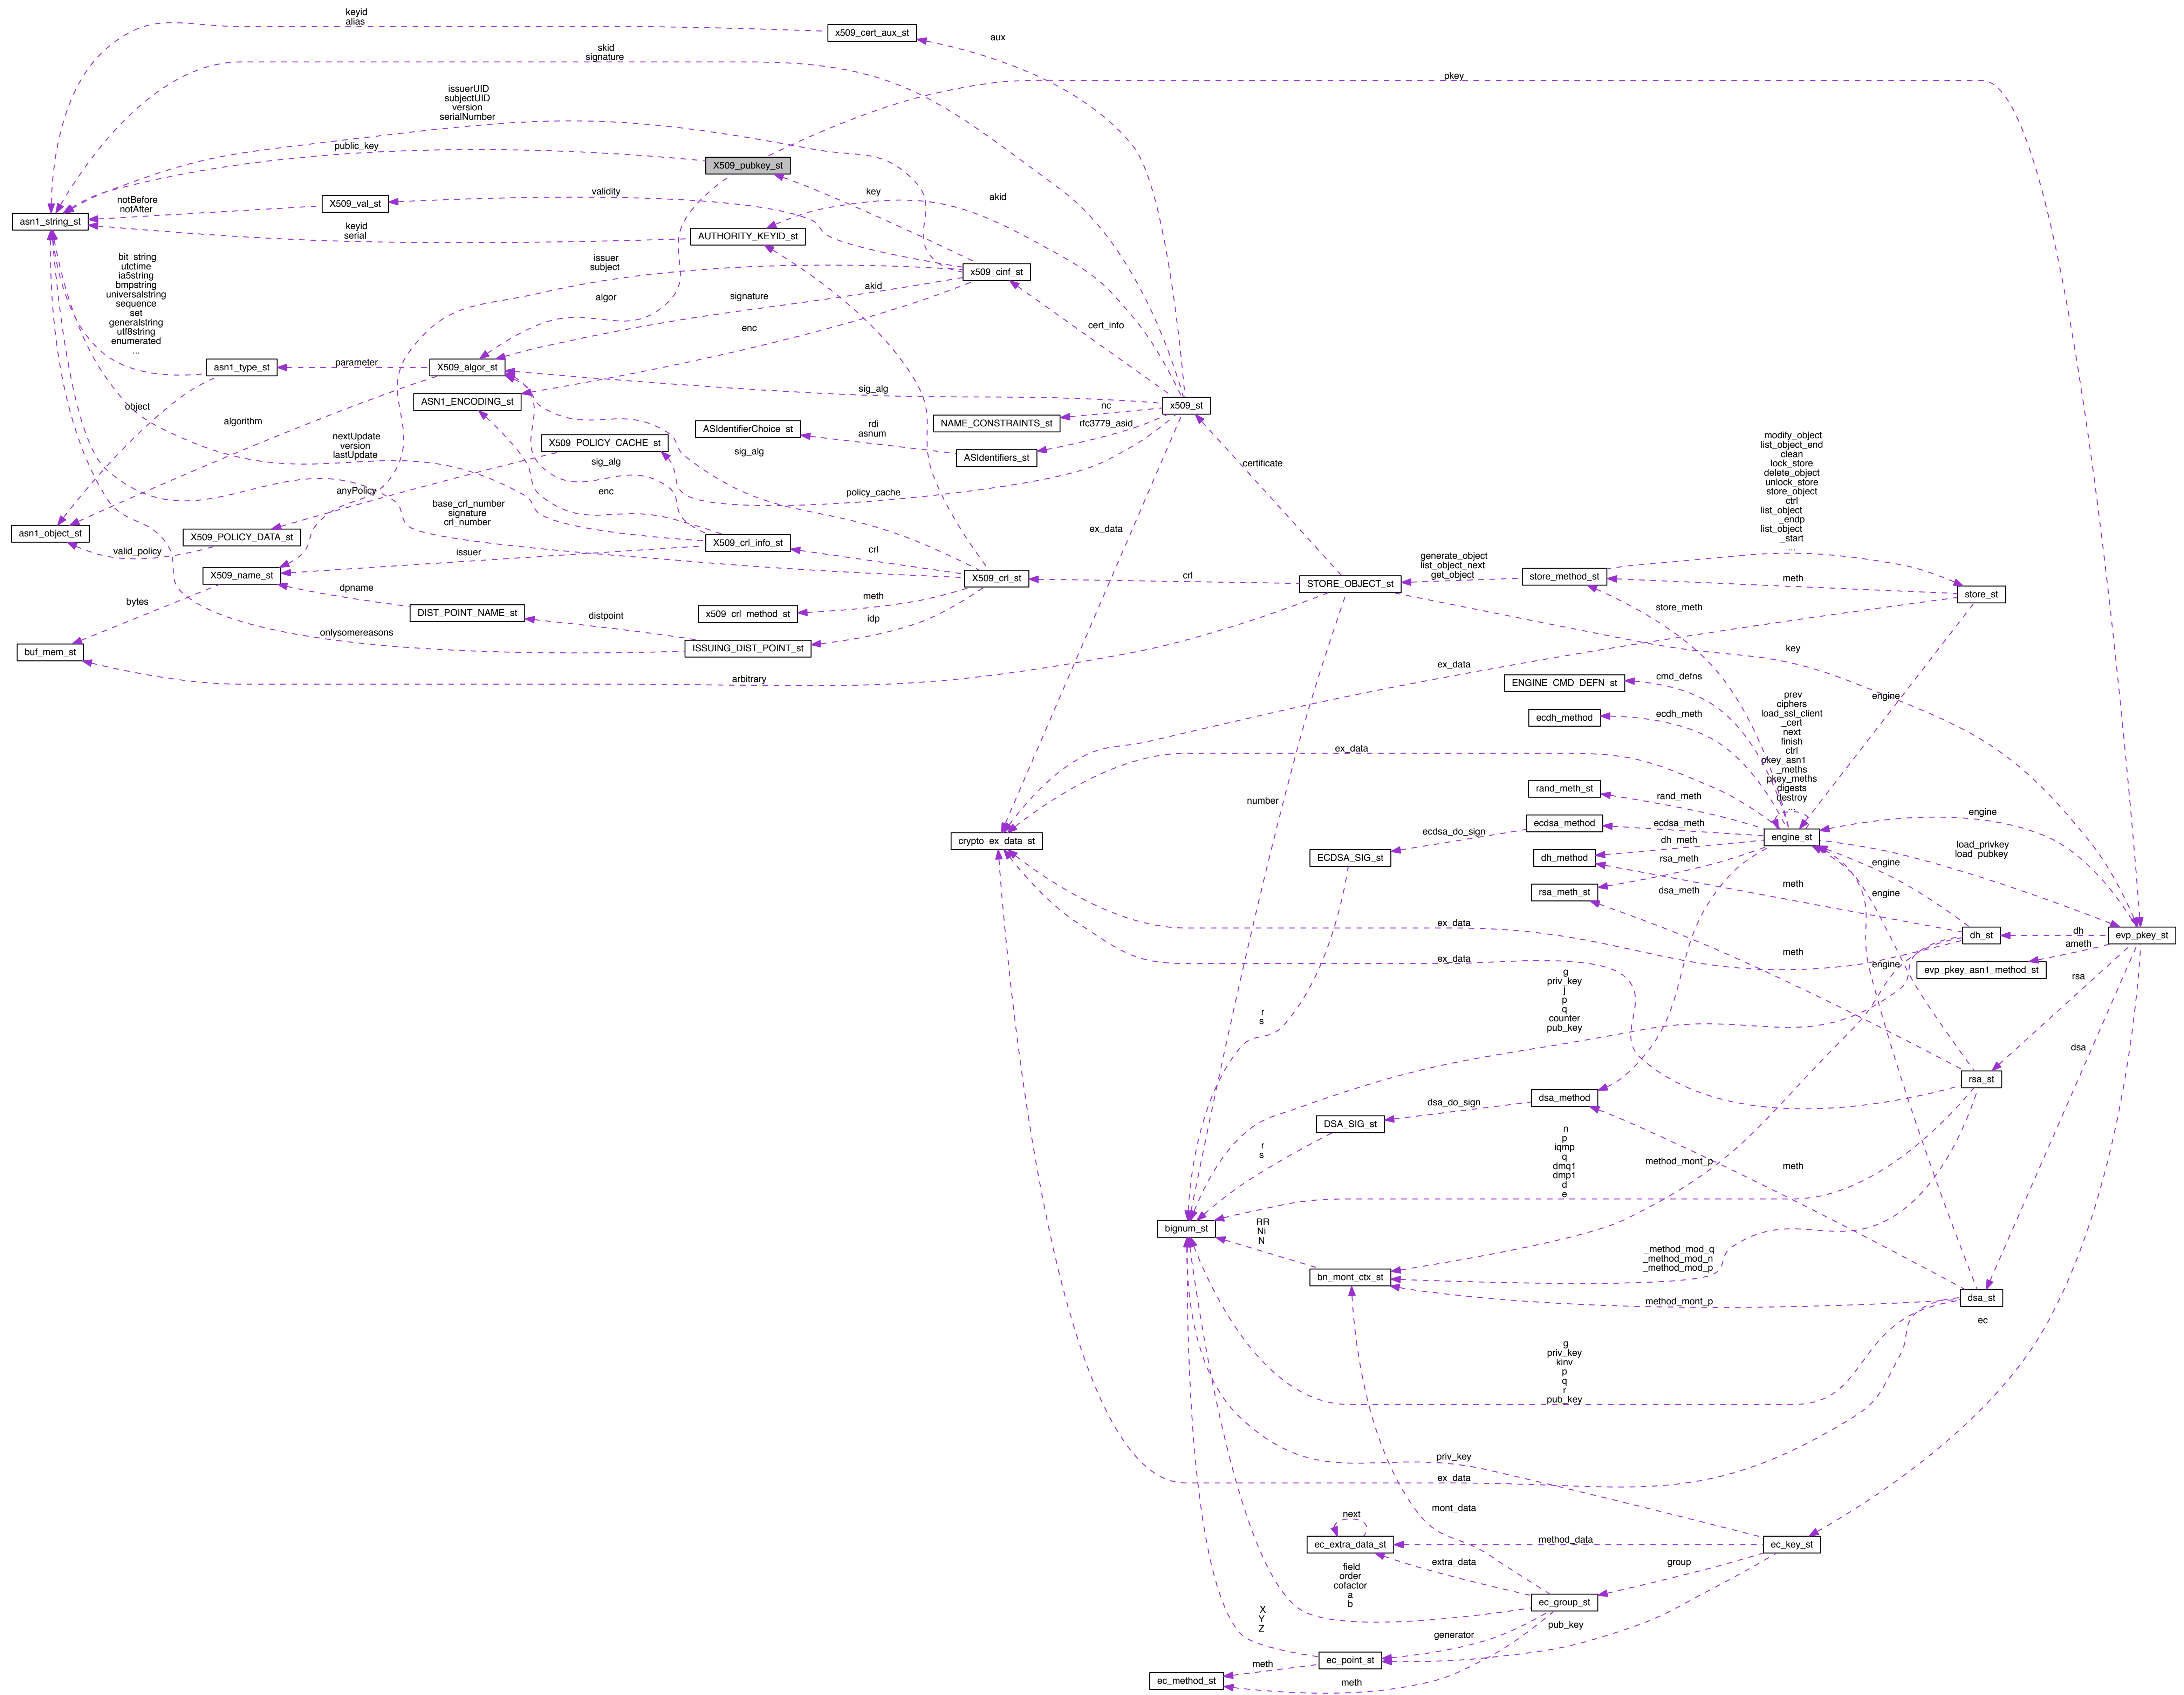 keyid
alias
x509_cert_aux_st
aux
skid
signature
pkey
issuerUID
subjectUID
version
serialNumber
public_key
X509_pubkey_st
key
validity
akid
notBefore
notAfter
X509_val_st
asn1_string_st
keyid
serial
AUTHORITY_KEYID_st
bit_string
utctime
ia5string
bmpstring
universalstring
sequence
set
generalstring
utf8string
enumerated
...
issuer
subject
x509_cinf_st
akid
signature
algor
enc
cert_info
asn1_type_st
parameter
X509_algor_st
ASN1_ENCODING_st
sig_alg
x509_st
nc
NAME_CONSTRAINTS_st
rfc3779_asid
object
algorithm
rdi
asnum
ASIdentifierChoice_st
ASIdentifiers_st
nextUpdate
version
lastUpdate
X509_POLICY_CACHE_st
sig_alg
sig_alg
certificate
modify_object
list_object_end
clean
lock_store
delete_object
unlock_store
store_object
ctrl
list_object
_endp
list_object
_start
...
anyPolicy
enc
policy_cache
base_crl_number
signature
crl_number
ex_data
asn1_object_st
X509_POLICY_DATA_st
valid_policy
X509_crl_info_st
issuer
crl
X509_name_st
X509_crl_st
crl
STORE_OBJECT_st
generate_object
list_object_next
get_object
store_method_st
meth
store_st
bytes
dpname
DIST_POINT_NAME_st
meth
x509_crl_method_st
idp
store_meth
distpoint
onlysomereasons
ISSUING_DIST_POINT_st
buf_mem_st
arbitrary
ex_data
key
ENGINE_CMD_DEFN_st
cmd_defns
engine
ecdh_method
ecdh_meth
prev
ciphers
load_ssl_client
_cert
next
finish
ctrl
pkey_asn1
_meths
pkey_meths
digests
destroy
...
ex_data
rand_meth_st
rand_meth
number
ecdsa_method
ecdsa_meth
ecdsa_do_sign
engine
crypto_ex_data_st
engine_st
ECDSA_SIG_st
dh_method
dh_meth
rsa_meth
load_privkey
load_pubkey
engine
rsa_meth_st
dsa_meth
meth
engine
ex_data
dh_st
dh
evp_pkey_st
ameth
meth
ex_data
engine
evp_pkey_asn1_method_st
rsa
g
priv_key
j
p
q
counter
pub_key
r
s
dsa
rsa_st
dsa_method
dsa_do_sign
DSA_SIG_st
n
p
iqmp
q
dmq1
dmp1
d
e
r
s
method_mont_p
meth
bignum_st
RR
Ni
N
_method_mod_q
_method_mod_n
_method_mod_p
bn_mont_ctx_st
method_mont_p
dsa_st
ec
g
priv_key
kinv
p
q
r
pub_key
priv_key
ex_data
mont_data
next
ec_extra_data_st
method_data
ec_key_st
extra_data
group
field
order
cofactor
a
b
ec_group_st
X
Y
Z
pub_key
generator
ec_point_st
meth
ec_method_st
meth